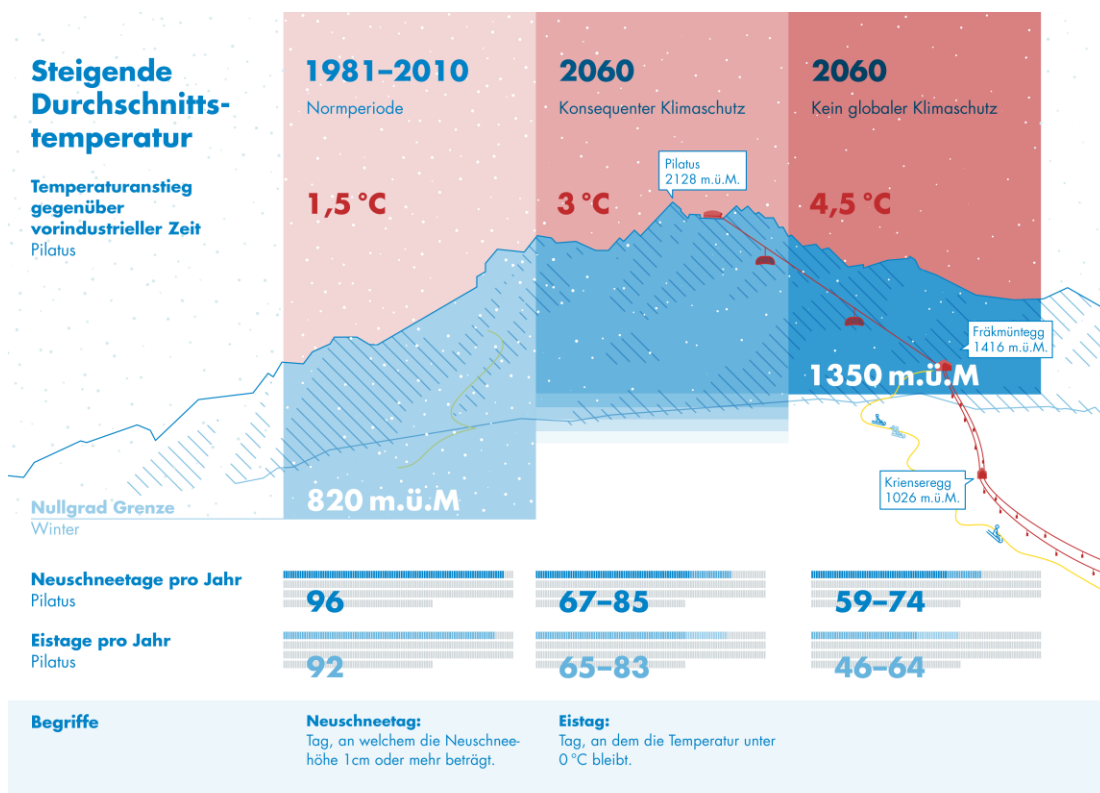 Steigende
Durchschnitts-
temperatur
Temperaturanstieg
gegenüber
vorindustrieller Zeit
Pilatus
1981–2010
Normperiode
1,5 °C
2060
Konsequenter Klimaschutz
3 °C
2060
Kein globaler Klimaschutz
4,5 °C
Pilatus
2128 m.ü.M.
Fräkmüntegg
1416 m.ü.M.
1350 m.ü.M
Krienseregg
1026 m.ü.M.
820 m.ü.M
Nullgrad Grenze
Winter
Neuschneetage pro Jahr
Pilatus
96
67–85
59–74
Eistage pro Jahr
Pilatus
92
65–83
46–64
Begriffe
Neuschneetag:
Tag, an welchem die Neuschnee-
höhe 1cm oder mehr beträgt.
Eistag:
Tag, an dem die Temperatur unter
0 °C bleibt.